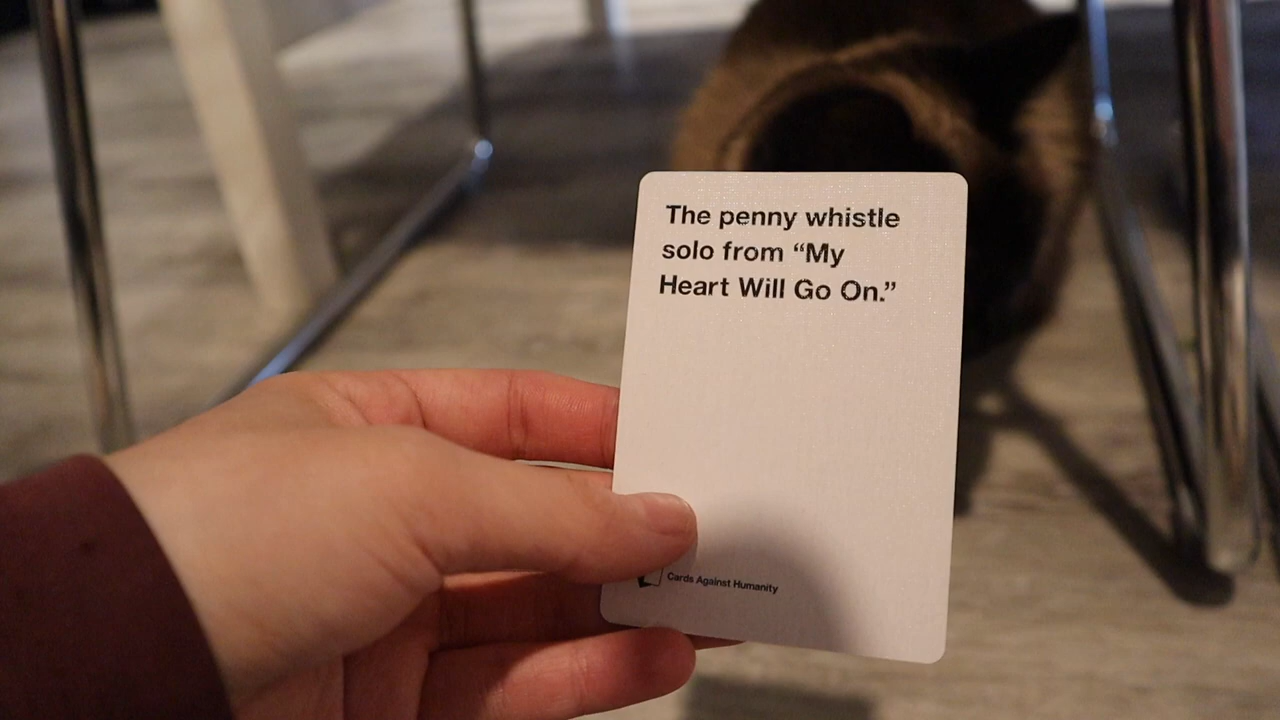 The penny whistle
solo from “My
Heart Will Go On.”
Cards Against Humanity